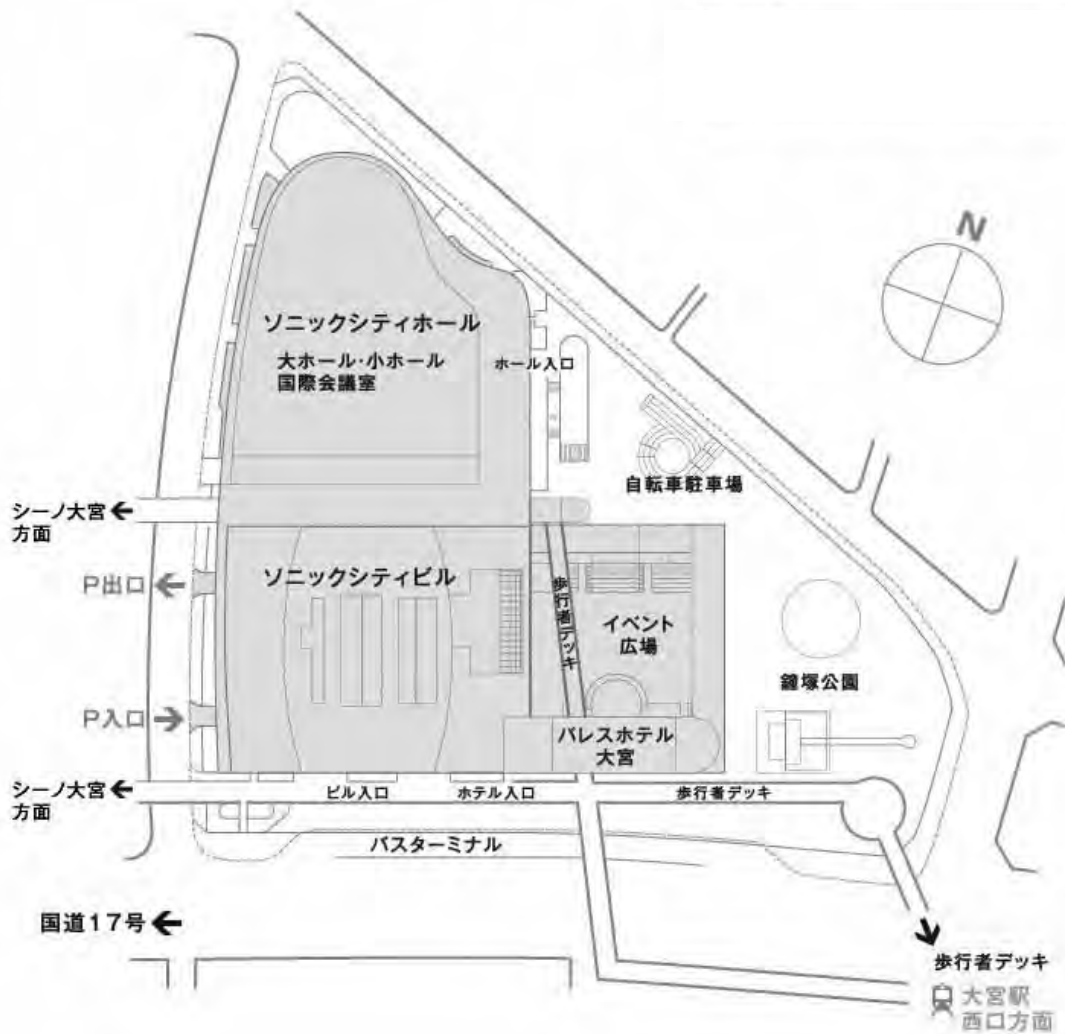 N
ソニックシティホール
大ホール・小ホール
国際会議室
ホール入口
自転車駐車場
シーノ大宮
方面
P出口
ソニックシティビル
歩行者デッキ
イベント
広場
鐘塚公園
P入口
パレスホテル
大宮
シーノ大宮
方面
ビル入口
ホテル入口
歩行者デッキ
バスターミナル
国道17号
歩行者デッキ
大宮駅
西口方面